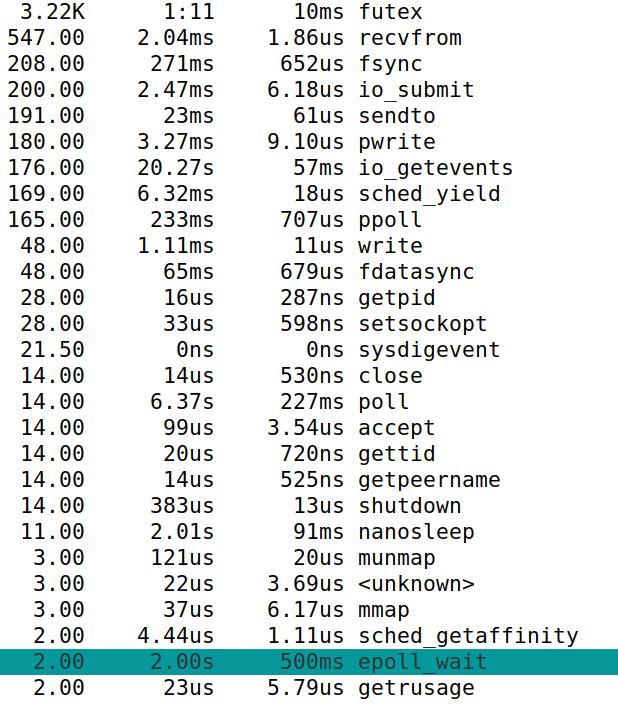 3.22K 1:11 10ms futex
547.00 2.04ms 1.86us recvfrom
208.00 271ms 652us fsync
200.00 2.47ms 6.18us io_submit
191.00 23ms 61us sendto
180.00 3.27ms 9.10us pwrite
176.00 20.27s 57ms io_getevents
169.00 6.32ms 18us sched_yield
165.00 233ms 707us ppoll
48.00 1.11ms 11us write
48.00 65ms 679us fdatasync
28.00 16us 287ns getpid
28.00 33us 598ns setsockopt
21.50 0ns 0ns sysdigevent
14.00 14us 530ns close
14.00 6.37s 227ms poll
14.00 99us 3.54us accept
14.00 20us 720ns gettid
14.00 14us 525ns getpeername
14.00 383us 13us shutdown
11.00 2.01s 91ms nanosleep
3.00 121us 20us munmap
3.00 22us 3.69us <unknown>
3.00 37us 6.17us mmap
2.00 4.44us 1.11us sched_getaffinity
2.00 2.00s 500ms epoll_wait
2.00 23us 5.79us getrusage